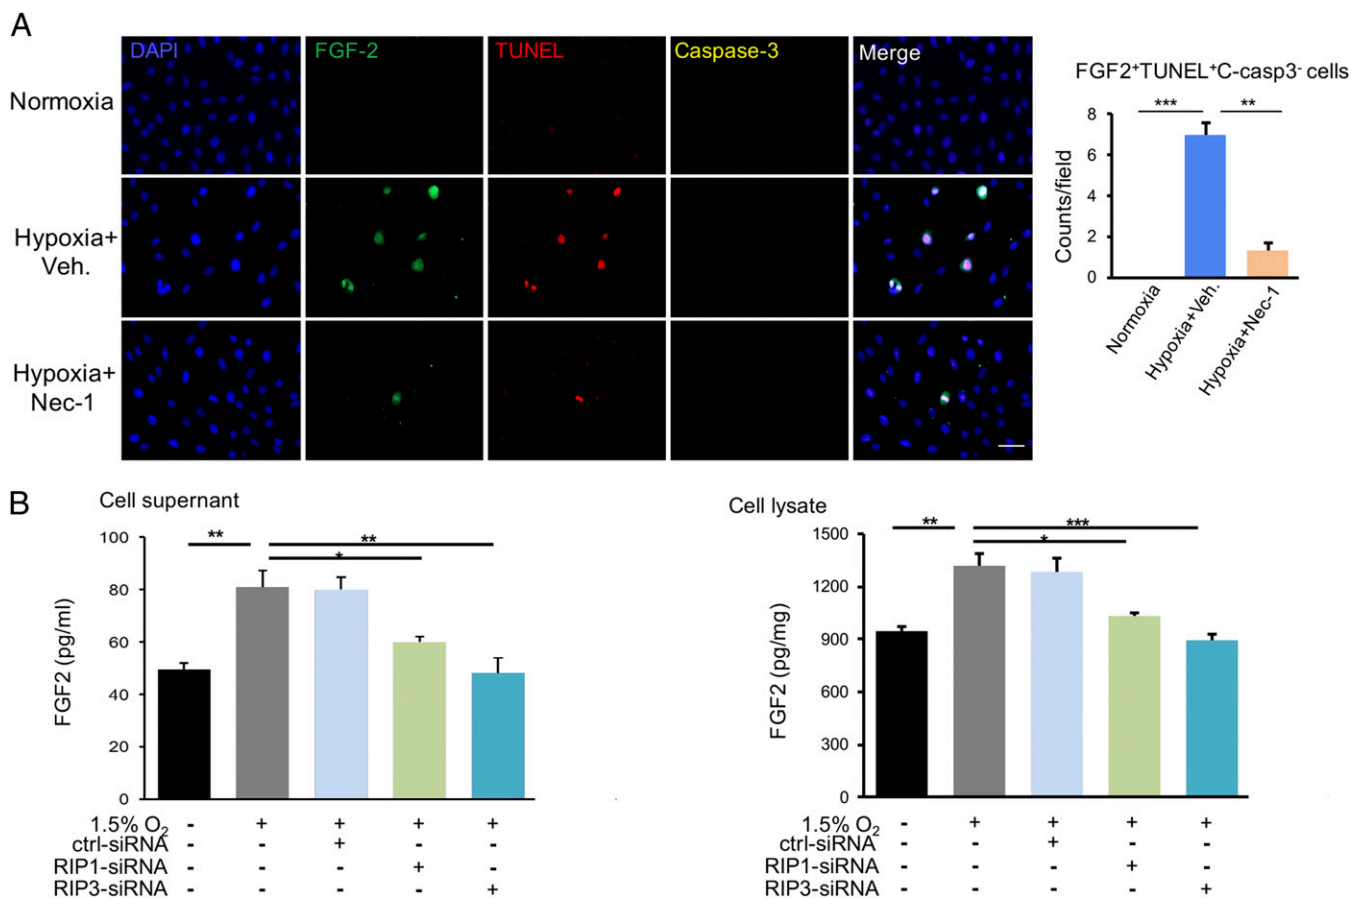 A
DAPI FGF-2 TUNEL Caspase-3 Merge
Normoxia
Hypoxia+
Veh.
Hypoxia+
Nec-1
FGF2+TUNEL+C-casp3- cells
*** **
8
6
4
2
0
Counts/field
Normoxia Hypoxia+Veh. Hypoxia+Nec-1
B
Cell supernant
** ** *
100
80
60
40
20
0
FGF2 (pg/ml)
1.5% O2 - + + + +
ctrl-siRNA - - + - -
RIP1-siRNA - - - + -
RIP3-siRNA - - - - +
Cell lysate
** *** *
1500
1200
900
600
300
0
FGF2 (pg/mg)
1.5% O2 - + + + +
ctrl-siRNA - - + - -
RIP1-siRNA - - - + -
RIP3-siRNA - - - - +